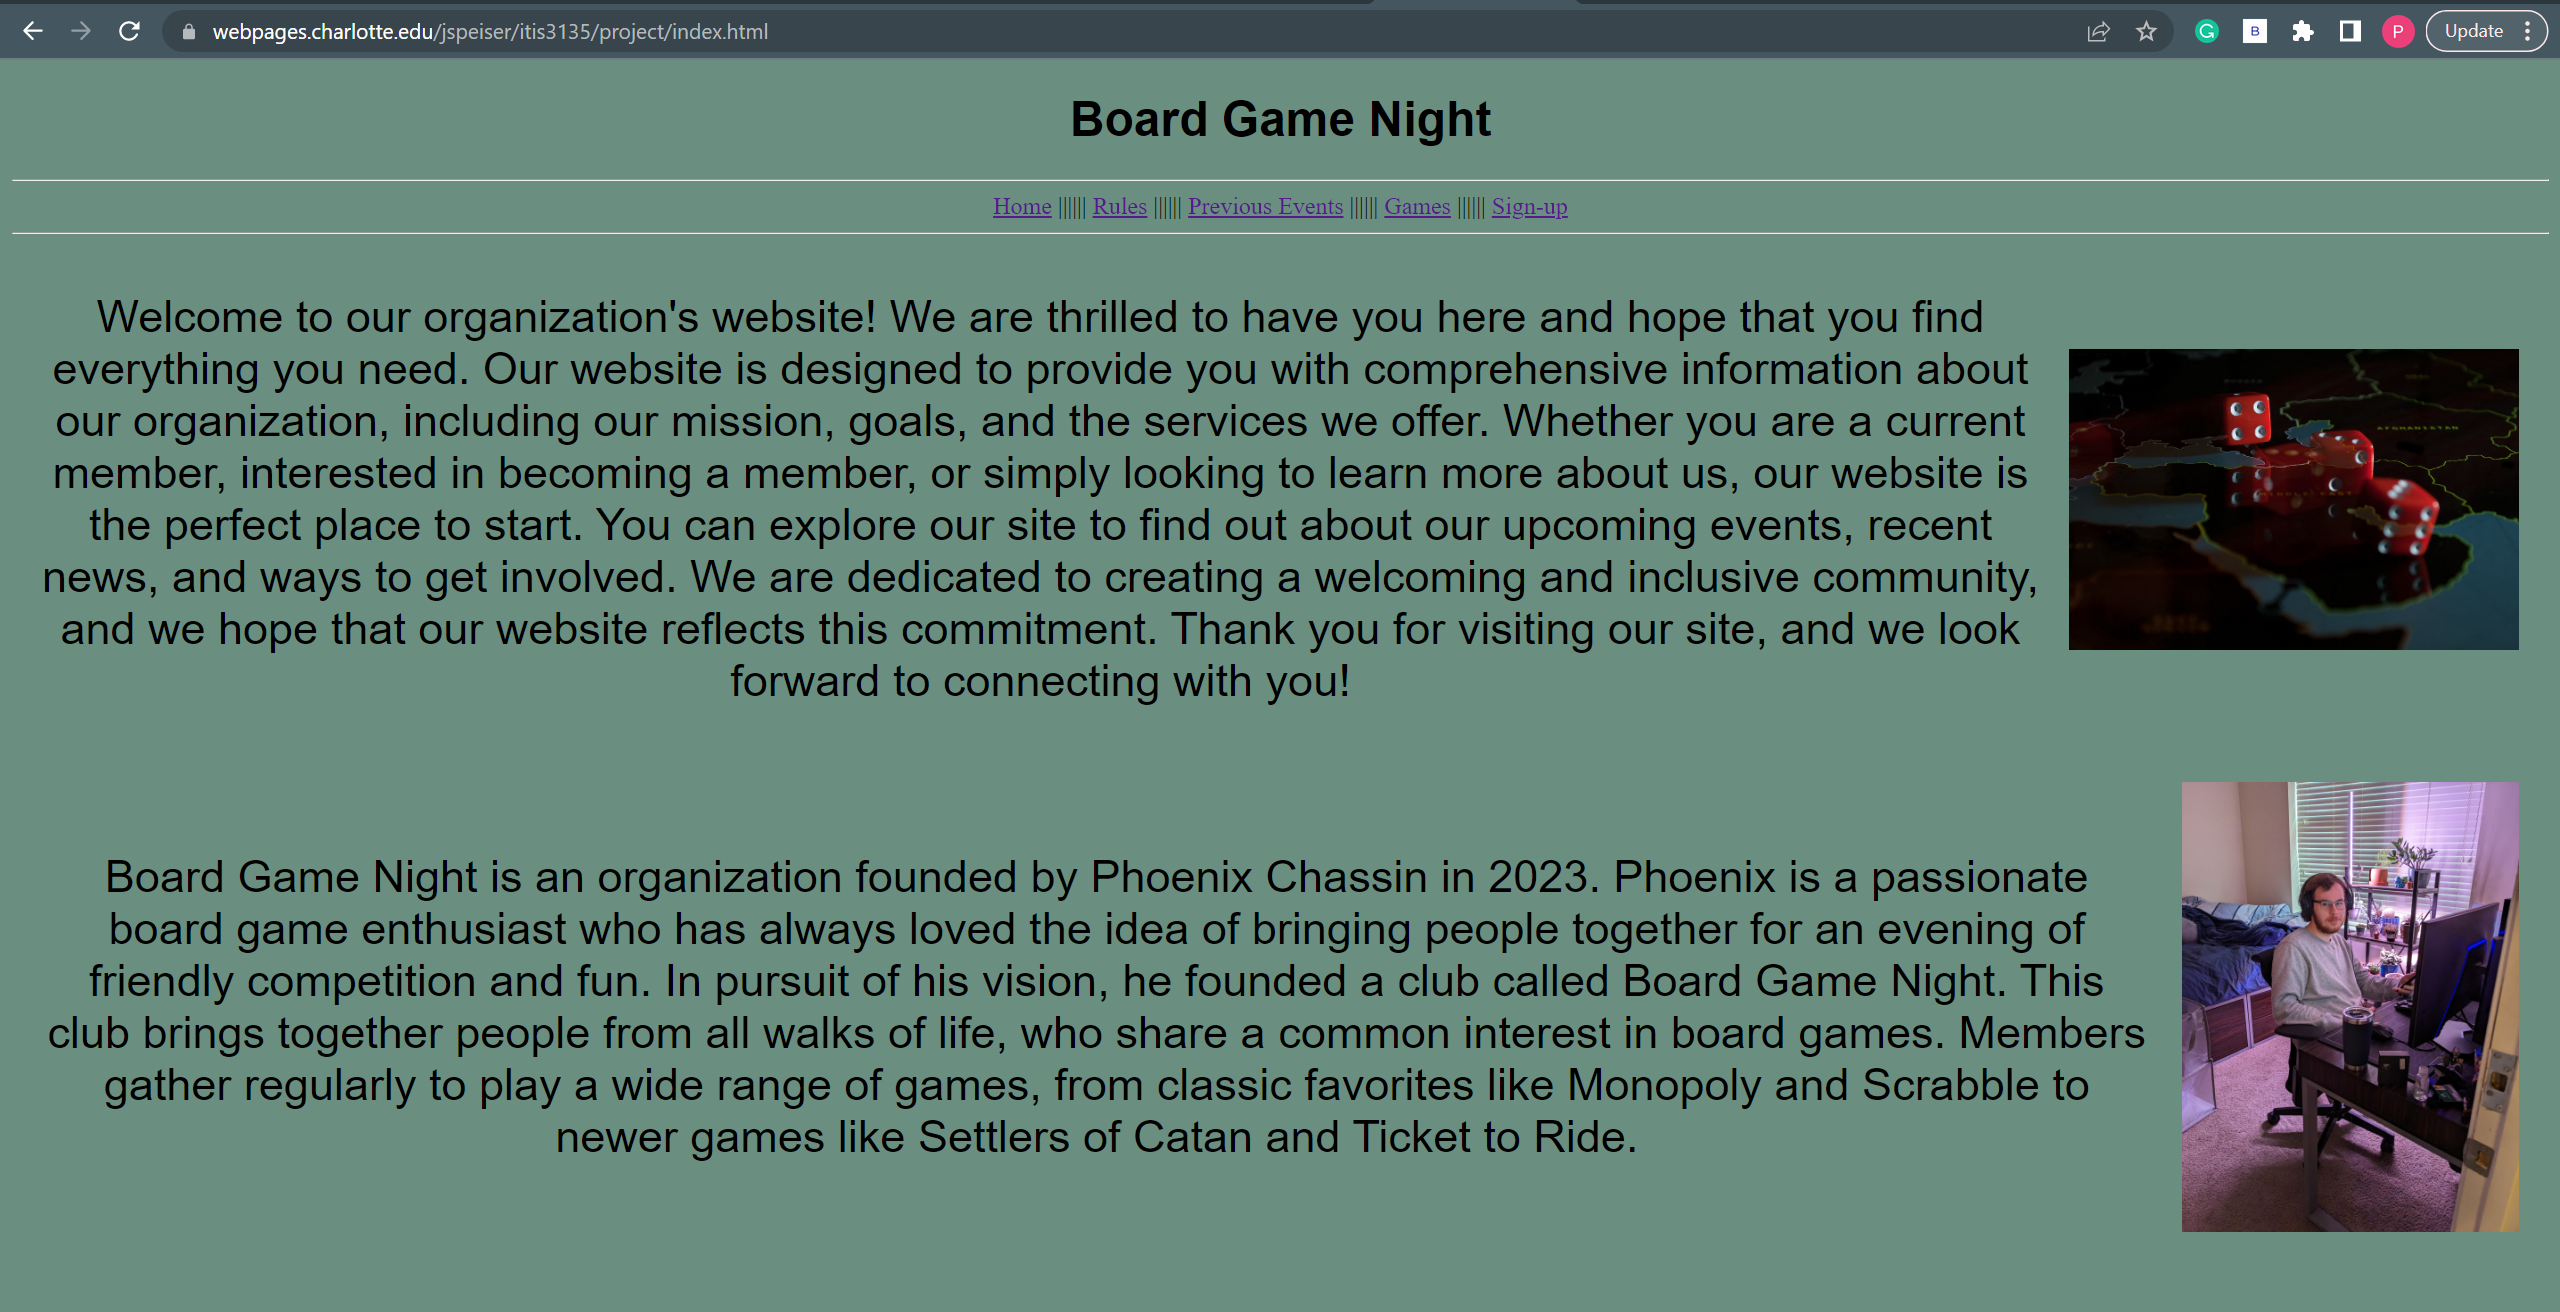 webpages.charlotte.edu/jspeiser/itis3135/project/index.html
G
B
P
Update
Board Game Night
Home |||||| Rules |||||| Previous Events |||||| Games |||||| Sign-up
Welcome to our organization's website! We are thrilled to have you here and hope that you find
everything you need. Our website is designed to provide you with comprehensive information about
our organization, including our mission, goals, and the services we offer. Whether you are a current
member, interested in becoming a member, or simply looking to learn more about us, our website is
the perfect place to start. You can explore our site to find out about our upcoming events, recent
news, and ways to get involved. We are dedicated to creating a welcoming and inclusive community,
and we hope that our website reflects this commitment. Thank you for visiting our site, and we look
forward to connecting with you!
AFGHANISTAN
MIDDLE EAST
Board Game Night is an organization founded by Phoenix Chassin in 2023. Phoenix is a passionate
board game enthusiast who has always loved the idea of bringing people together for an evening of
friendly competition and fun. In pursuit of his vision, he founded a club called Board Game Night. This
club brings together people from all walks of life, who share a common interest in board games. Members
gather regularly to play a wide range of games, from classic favorites like Monopoly and Scrabble to
newer games like Settlers of Catan and Ticket to Ride.